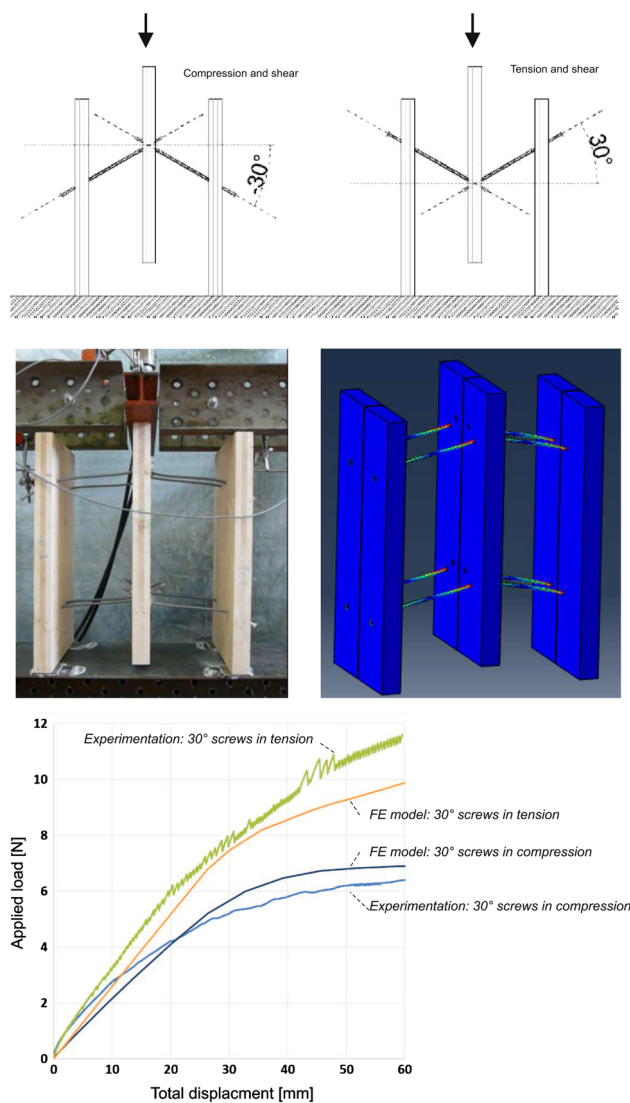 Compression and shear
Tension and shear
-30°
30°
12
Experimentation: 30° screws in tension
10
FE model: 30° screws in tension
8
FE model: 30° screws in compression
6
Experimentation: 30° screws in compression
4
2
0
Applied load [N]
0 10 20 30 40 50 60
Total displacment [mm]